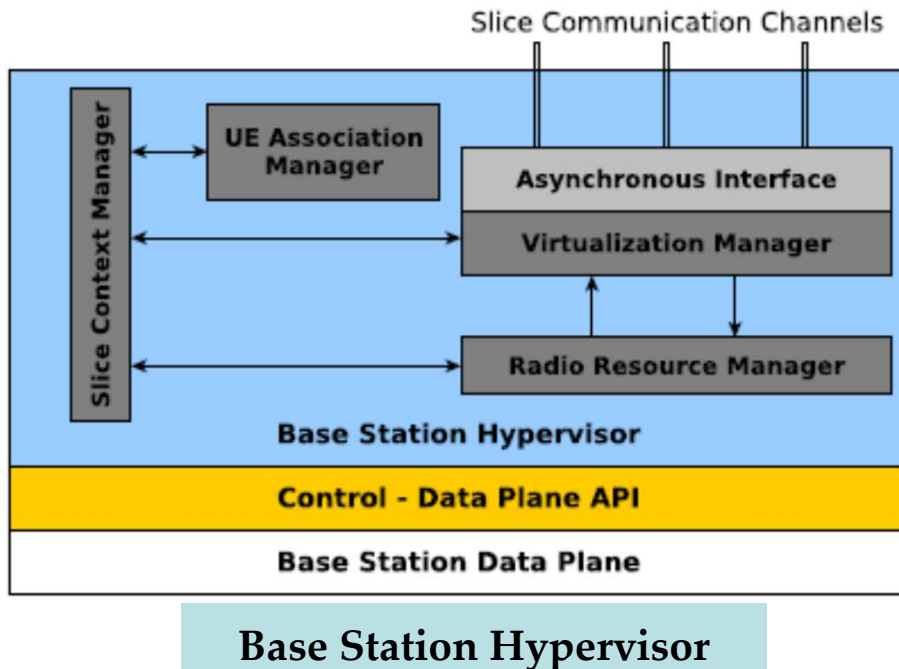 Slice Communication Channels
Slice Context Manager
UE Association
Manager
Asynchronous Interface
Virtualization Manager
Radio Resource Manager
Base Station Hypervisor
Control - Data Plane API
Base Station Data Plane
Base Station Hypervisor